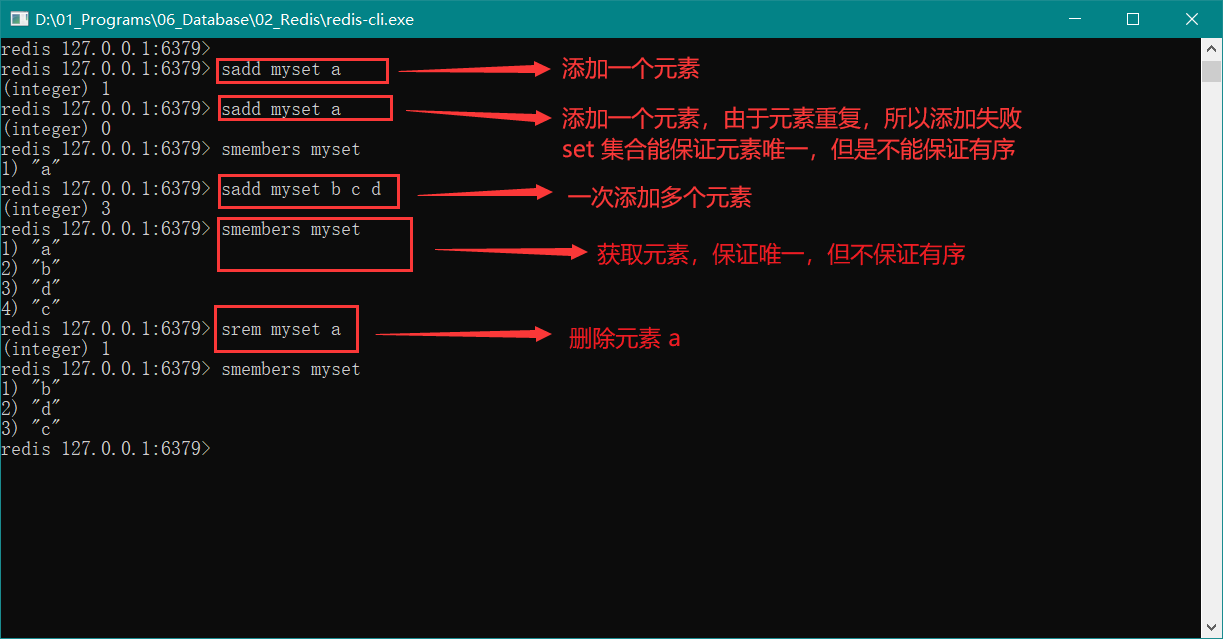 D:\01_Programs\06_Database\02_Redis\redis-cli.exe
redis 127.0.0.1:6379>
redis 127.0.0.1:6379> sadd myset a
添加一个元素
(integer) 1
redis 127.0.0.1:6379> sadd myset a
添加一个元素，由于元素重复，所以添加失败
(integer) 0
redis 127.0.0.1:6379> smembers myset
set 集合能保证元素唯一，但是不能保证有序
1) "a"
redis 127.0.0.1:6379> sadd myset b c d
一次添加多个元素
(integer) 3
redis 127.0.0.1:6379> smembers myset
获取元素，保证唯一，但不保证有序
1) "a"
2) "b"
3) "d"
4) "c"
redis 127.0.0.1:6379> srem myset a
删除元素 a
(integer) 1
redis 127.0.0.1:6379> smembers myset
1) "b"
2) "d"
3) "c"
redis 127.0.0.1:6379>